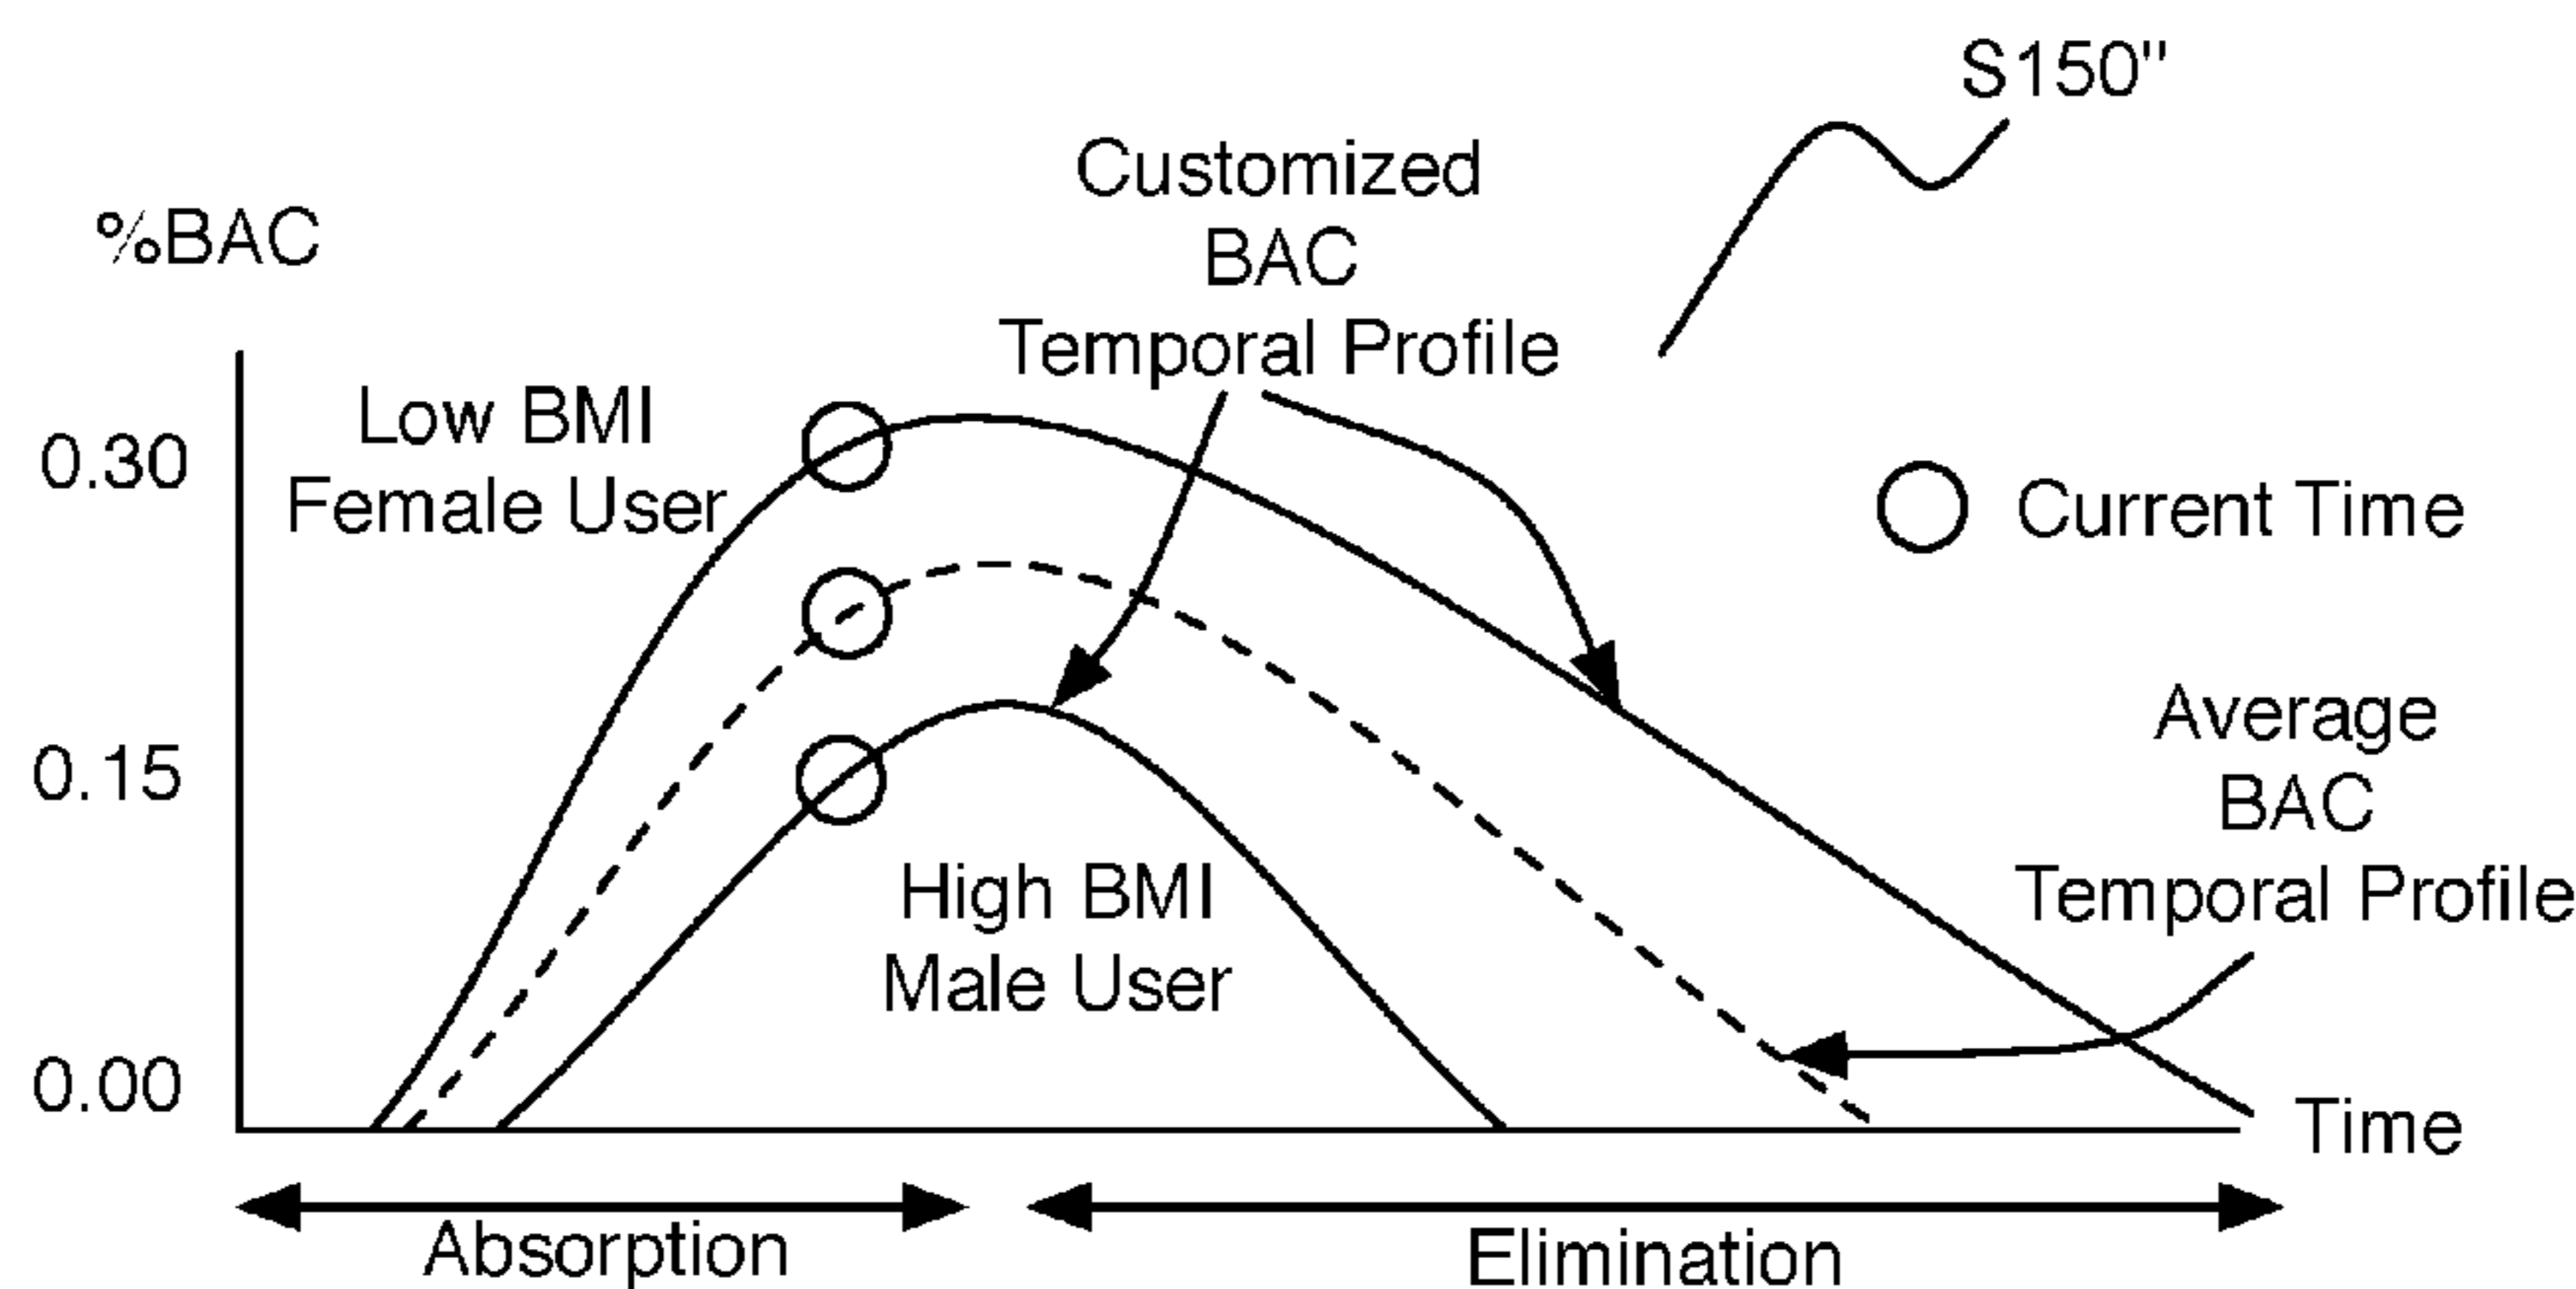 S150"
Customized
BAC
Temporal Profile
%BAC
Low BMI
Female User
0.30
Current Time
Average
BAC
Temporal Profile
0.15
High BMI
Male User
0.00
Time
Absorption
Elimination